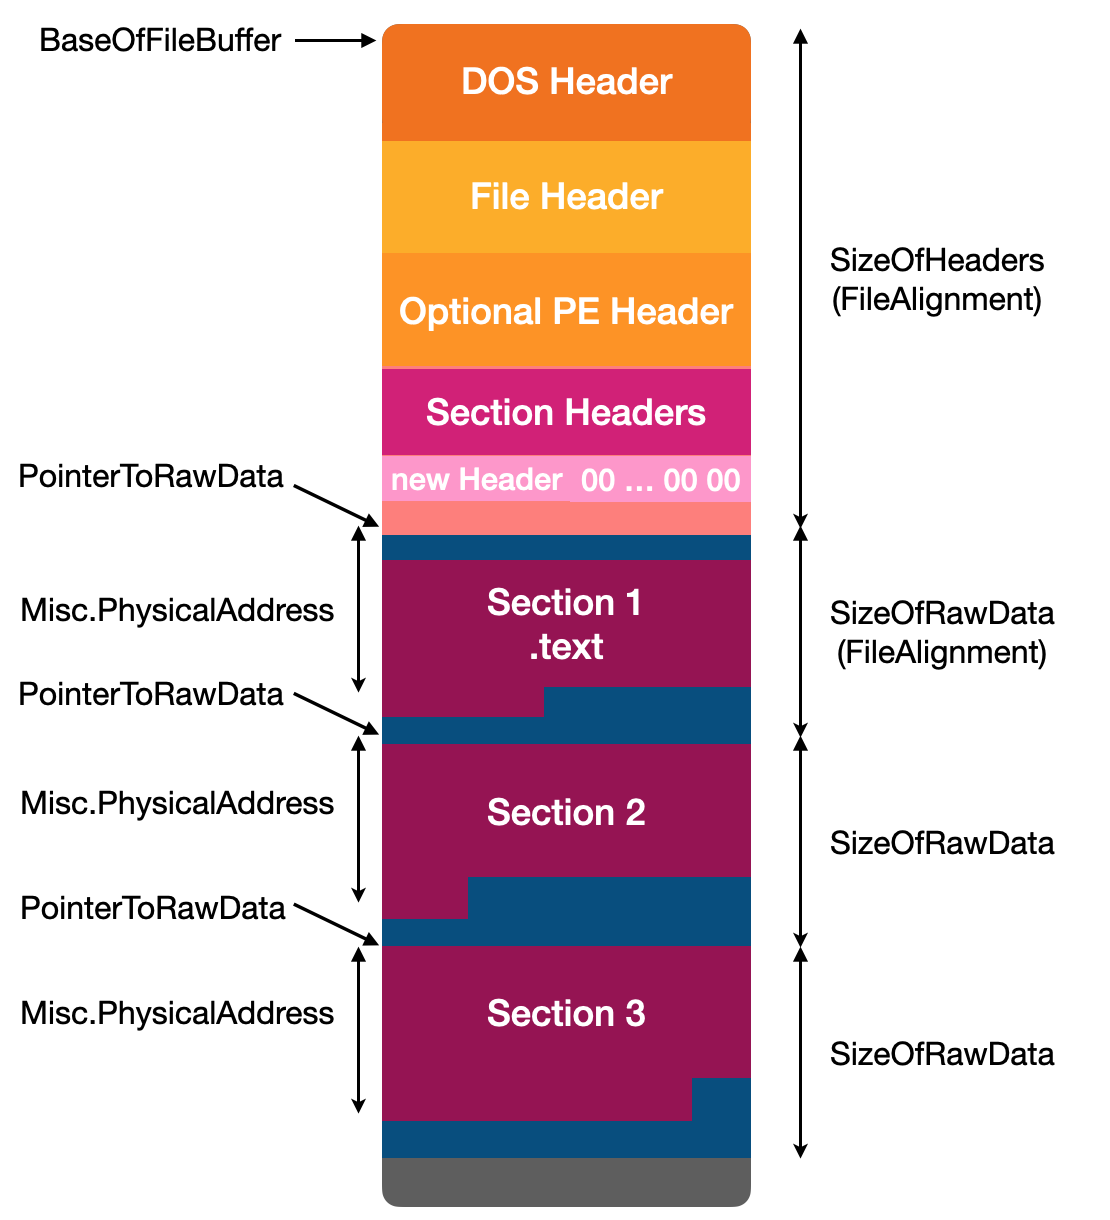 BaseOfFileBuffer
DOS Header
File Header
SizeOfHeaders
(FileAlignment)
Optional PE Header
Section Headers
PointerToRawData
new Header 00 ... 00 00
Misc.PhysicalAddress
Section 1
.text
SizeOfRawData
(FileAlignment)
PointerToRawData
Misc.PhysicalAddress
Section 2
SizeOfRawData
PointerToRawData
Misc.PhysicalAddress
Section 3
SizeOfRawData